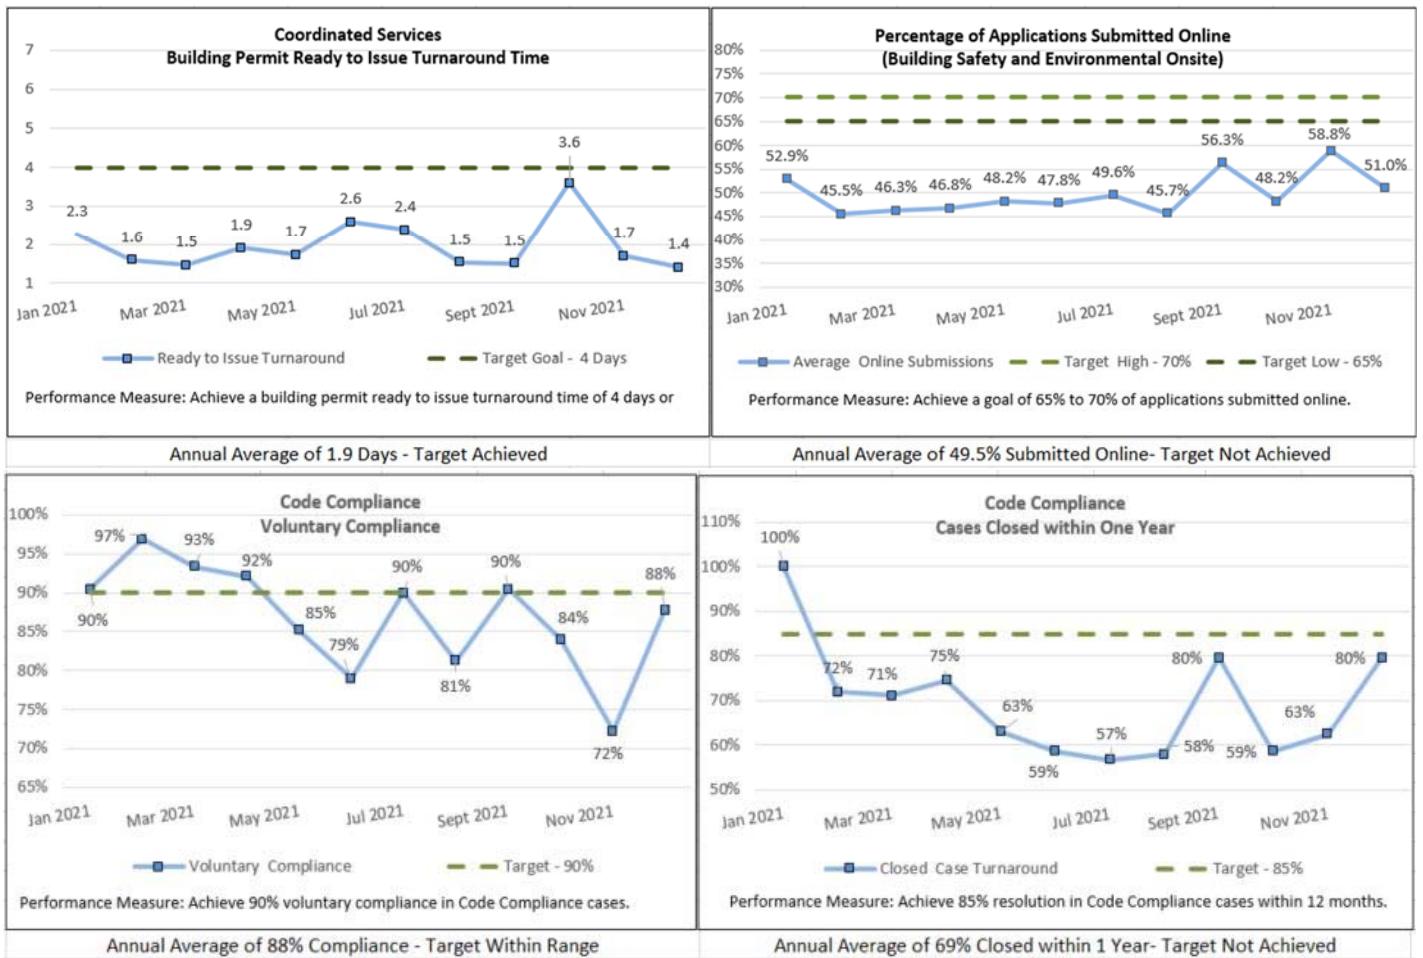 Coordinated Services
Building Permit Ready to Issue Turnaround Time
7
6
5
4
3
2
1
2.3
1.6
1.5
1.9
1.7
2.6
2.4
1.5
1.5
3.6
1.7
1.4
Jan 2021
Mar 2021
May 2021
Jul 2021
Sept 2021
Nov 2021
Ready to Issue Turnaround
Target Goal - 4 Days
Performance Measure: Achieve a building permit ready to issue turnaround time of 4 days or
Annual Average of 1.9 Days - Target Achieved
Percentage of Applications Submitted Online
(Building Safety and Environmental Onsite)
80%
75%
70%
65%
60%
55%
50%
45%
40%
35%
30%
52.9%
45.5%
46.3%
46.8%
48.2%
47.8%
49.6%
45.7%
56.3%
48.2%
58.8%
51.0%
Jan 2021
Mar 2021
May 2021
Jul 2021
Sept 2021
Nov 2021
Average Online Submissions
Target High - 70%
Target Low - 65%
Performance Measure: Achieve a goal of 65% to 70% of applications submitted online.
Annual Average of 49.5% Submitted Online- Target Not Achieved
Code Compliance
Voluntary Compliance
100%
95%
90%
85%
80%
75%
70%
65%
90%
97%
93%
92%
85%
79%
90%
81%
90%
84%
72%
88%
Jan 2021
Mar 2021
May 2021
Jul 2021
Sept 2021
Nov 2021
Voluntary Compliance
Target - 90%
Performance Measure: Achieve 90% voluntary compliance in Code Compliance cases.
Annual Average of 88% Compliance - Target Within Range
Code Compliance
Cases Closed within One Year
110%
100%
90%
80%
70%
60%
50%
100%
72%
71%
75%
63%
59%
57%
58%
80%
59%
63%
80%
Jan 2021
Mar 2021
May 2021
Jul 2021
Sept 2021
Nov 2021
Closed Case Turnaround
Target - 85%
Performance Measure: Achieve 85% resolution in Code Compliance cases within 12 months.
Annual Average of 69% Closed within 1 Year- Target Not Achieved